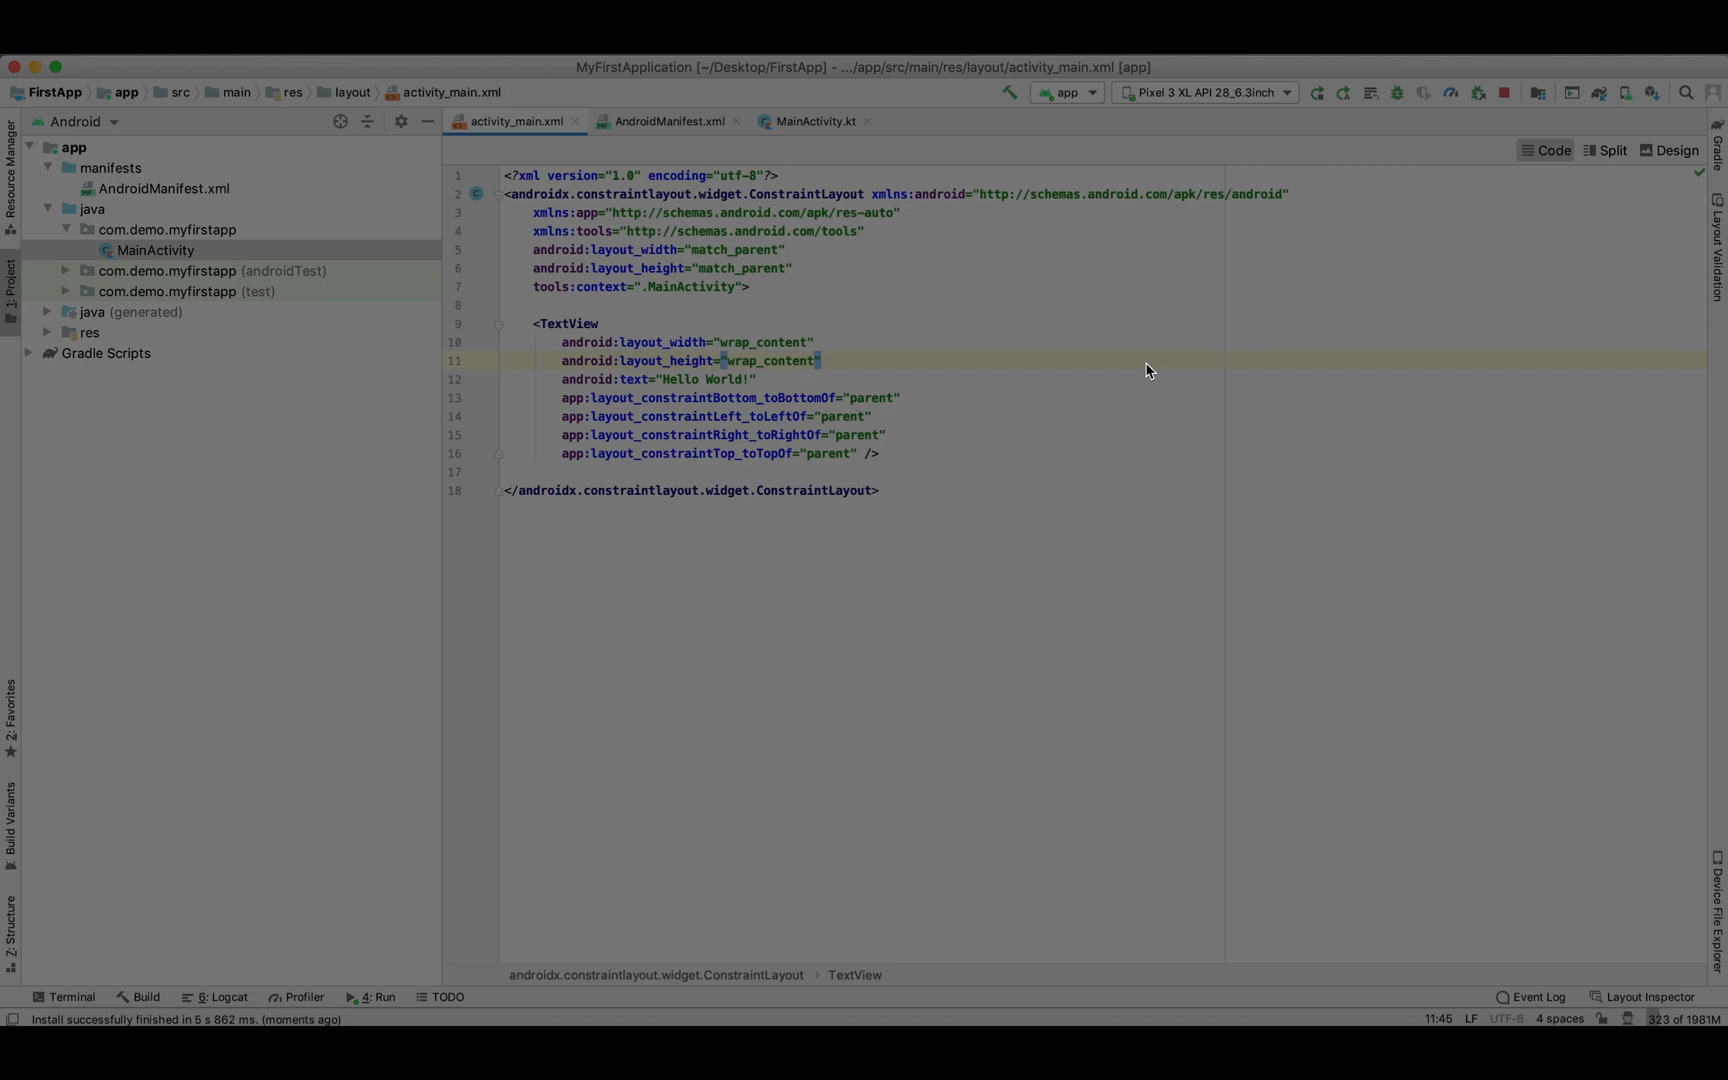 MyFirstApplication [~/Desktop/FirstApp] - .../app/src/main/res/layout/activity_main.xml [app]
FirstApp app src main res layout activity_main.xml app Pixel 3 XL API 28_6.3inch
Android
activity_main.xml AndroidManifest.xml MainActivity.kt
Code Split Design
Resource Manager
1: Project
2: Favorites
Build Variants
Z: Structure
app
manifests
AndroidManifest.xml
java
com.demo.myfirstapp
MainActivity
com.demo.myfirstapp (androidTest)
com.demo.myfirstapp (test)
java (generated)
res
Gradle Scripts
1 <?xml version="1.0" encoding="utf-8"?>
2 <androidx.constraintlayout.widget.ConstraintLayout xmlns:android="http://schemas.android.com/apk/res/android"
3 xmlns:app="http://schemas.android.com/apk/res-auto"
4 xmlns:tools="http://schemas.android.com/tools"
5 android:layout_width="match_parent"
6 android:layout_height="match_parent"
7 tools:context=".MainActivity">
8
9 <TextView
10 android:layout_width="wrap_content"
11 android:layout_height="wrap_content"
12 android:text="Hello World!"
13 app:layout_constraintBottom_toBottomOf="parent"
14 app:layout_constraintLeft_toLeftOf="parent"
15 app:layout_constraintRight_toRightOf="parent"
16 app:layout_constraintTop_toTopOf="parent" />
17
18 </androidx.constraintlayout.widget.ConstraintLayout>
Gradle
Layout Validation
Device File Explorer
androidx.constraintlayout.widget.ConstraintLayout › TextView
Terminal Build 6: Logcat Profiler 4: Run TODO Event Log Layout Inspector
Install successfully finished in 5 s 862 ms. (moments ago) 11:45 LF UTF-8 4 spaces 323 of 1981M